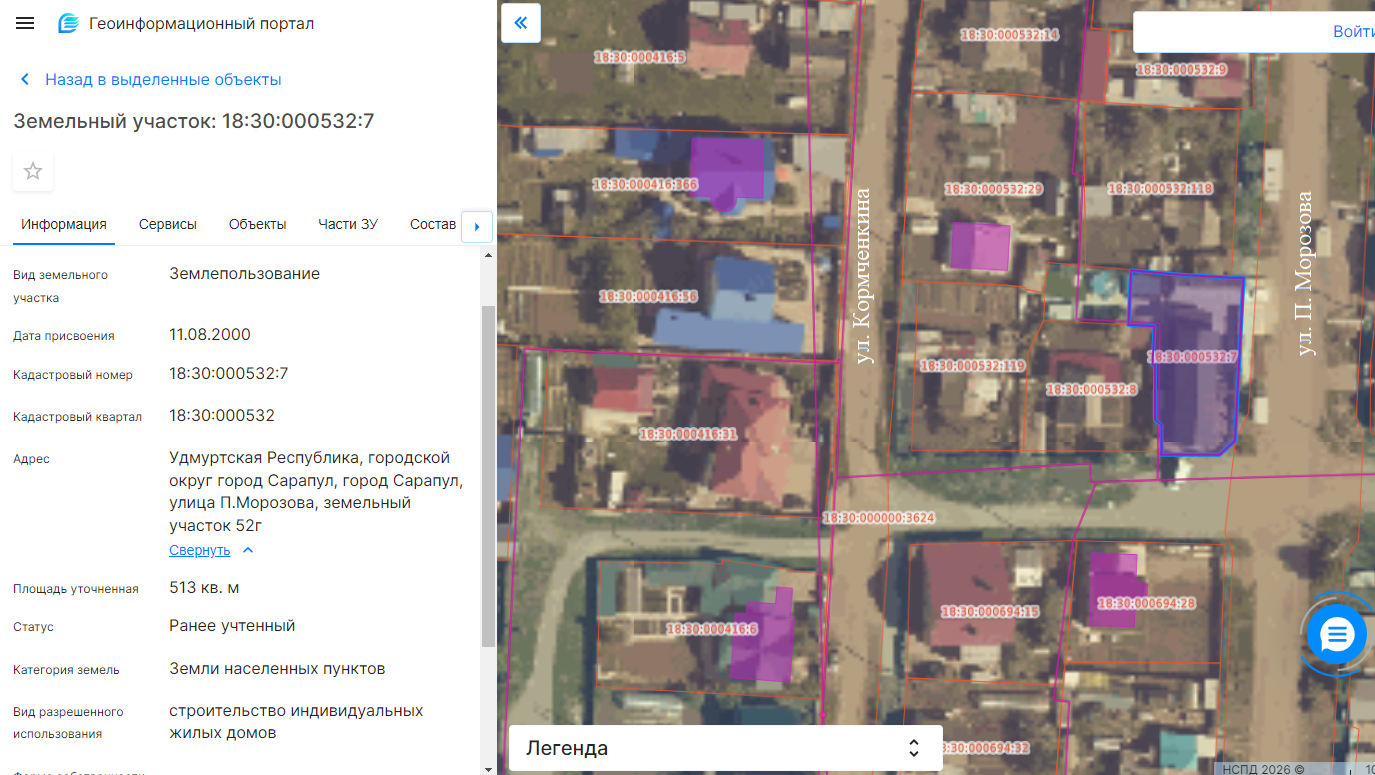 Геоинформационный портал
Назад в выделенные объекты
Земельный участок: 18:30:000532:7
Информация
Сервисы
Объекты
Части ЗУ
Состав
Вид земельного
участка
Землепользование
Дата присвоения
11.08.2000
Кадастровый номер
18:30:000532:7
Кадастровый квартал
18:30:000532
Адрес
Удмуртская Республика, городской
округ город Сарапул, город Сарапул,
улица П.Морозова, земельный
участок 52г
Свернуть
Площадь уточненная
513 кв. м
Статус
Ранее учтенный
Категория земель
Земли населенных пунктов
Вид разрешенного
использования
строительство индивидуальных
жилых домов
Войти
18:30:000416:5
18:30:000532:14
18:30:000532:9
18:30:000416:366
18:30:000532:29
18:30:000532:118
ул. Кормченкина
ул. П. Морозова
18:30:000416:56
18:30:000532:119
18:30:000532:8
18:30:000532:7
18:30:000416:31
18:30:000000:3624
18:30:000416:6
18:30:000694:15
18:30:000694:28
:30:000694:32
Легенда
НСПД 2026 ©